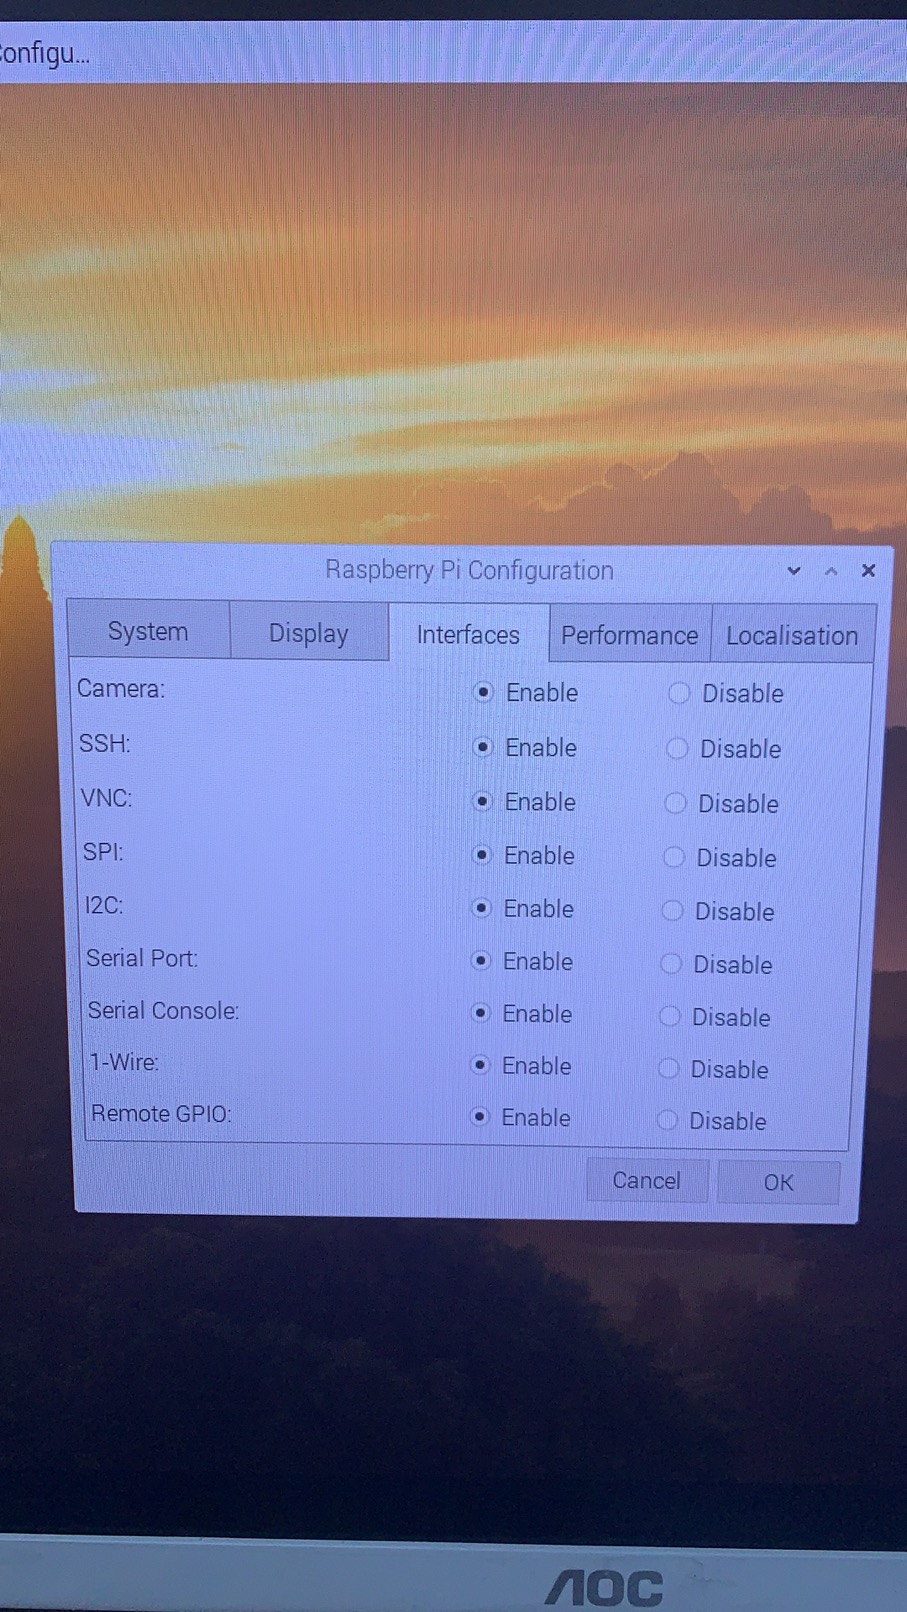 onfigu...
Raspberry Pi Configuration
System Display Interfaces Performance Localisation
Camera: Enable Disable
SSH: Enable Disable
VNC: Enable Disable
SPI: Enable Disable
I2C: Enable Disable
Serial Port: Enable Disable
Serial Console: Enable Disable
1-Wire: Enable Disable
Remote GPIO: Enable Disable
Cancel OK
AOC